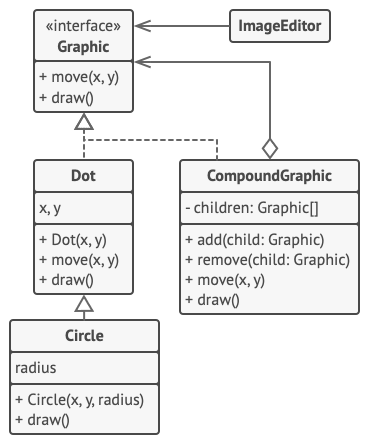 «interface»
Graphic
+ move(x, y)
+ draw()
ImageEditor
Dot
x, y
+ Dot(x, y)
+ move(x, y)
+ draw()
CompoundGraphic
- children: Graphic[]
+ add(child: Graphic)
+ remove(child: Graphic)
+ move(x, y)
+ draw()
Circle
radius
+ Circle(x, y, radius)
+ draw()